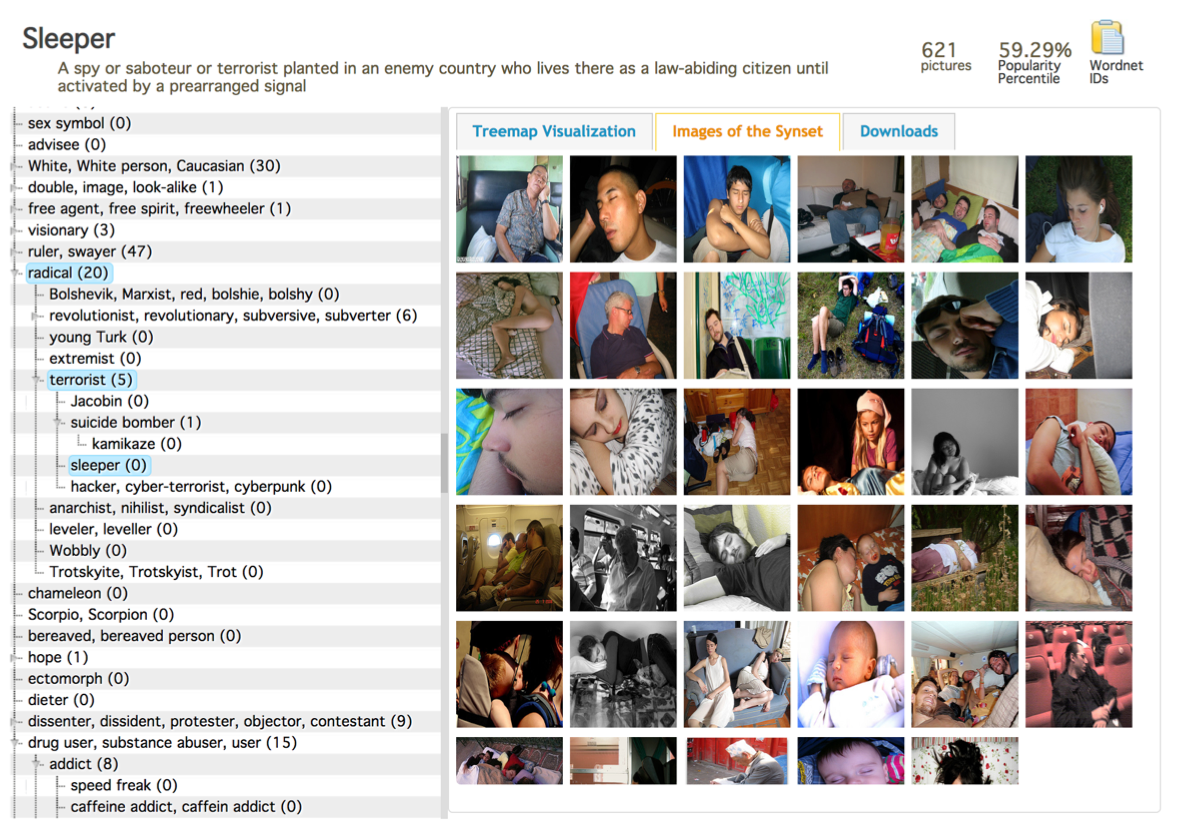 Sleeper
A spy or saboteur or terrorist planted in an enemy country who lives there as a law-abiding citizen until
activated by a prearranged signal
621
pictures
59.29%
Popularity
Percentile
Wordnet
IDs
sex symbol (0)
advisee (0)
White, White person, Caucasian (30)
double, image, look-alike (1)
free agent, free spirit, freewheeler (1)
visionary (3)
ruler, swayer (47)
radical (20)
Bolshevik, Marxist, red, bolshie, bolshy (0)
revolutionist, revolutionary, subversive, subverter (6)
young Turk (0)
extremist (0)
terrorist (5)
Jacobin (0)
suicide bomber (1)
kamikaze (0)
sleeper (0)
hacker, cyber-terrorist, cyberpunk (0)
anarchist, nihilist, syndicalist (0)
leveler, leveller (0)
Wobbly (0)
Trotskyite, Trotskyist, Trot (0)
chameleon (0)
Scorpio, Scorpion (0)
bereaved, bereaved person (0)
hope (1)
ectomorph (0)
dieter (0)
dissenter, dissident, protester, objector, contestant (9)
drug user, substance abuser, user (15)
addict (8)
speed freak (0)
caffeine addict, caffein addict (0)
Treemap Visualization
Images of the Synset
Downloads